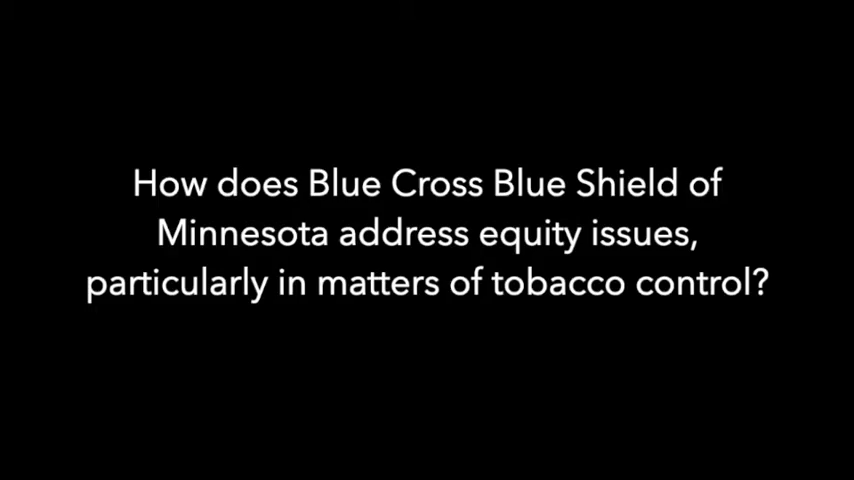 How does Blue Cross Blue Shield of
Minnesota address equity issues,
particularly in matters of tobacco control?